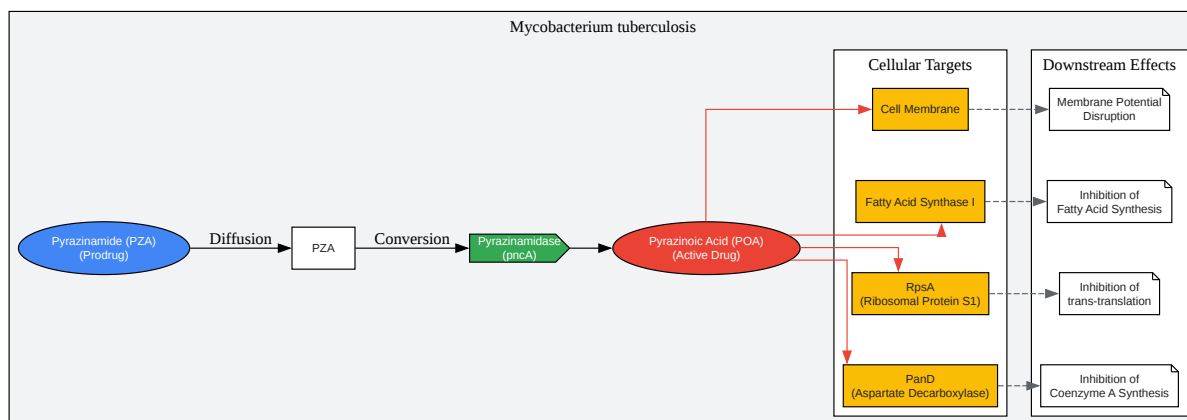 Mycobacterium tuberculosis
Cellular Targets
Downstream Effects
Cell Membrane
Membrane Potential
Disruption
Fatty Acid Synthase I
Inhibition of
Fatty Acid Synthesis
Pyrazinamide (PZA)
(Prodrug)
Diffusion
PZA
Conversion
Pyrazinamidase
(pncA)
Pyrazinoic Acid (POA)
(Active Drug)
RpsA
(Ribosomal Protein S1)
Inhibition of
trans-translation
PanD
(Aspartate Decarboxylase)
Inhibition of
Coenzyme A Synthesis